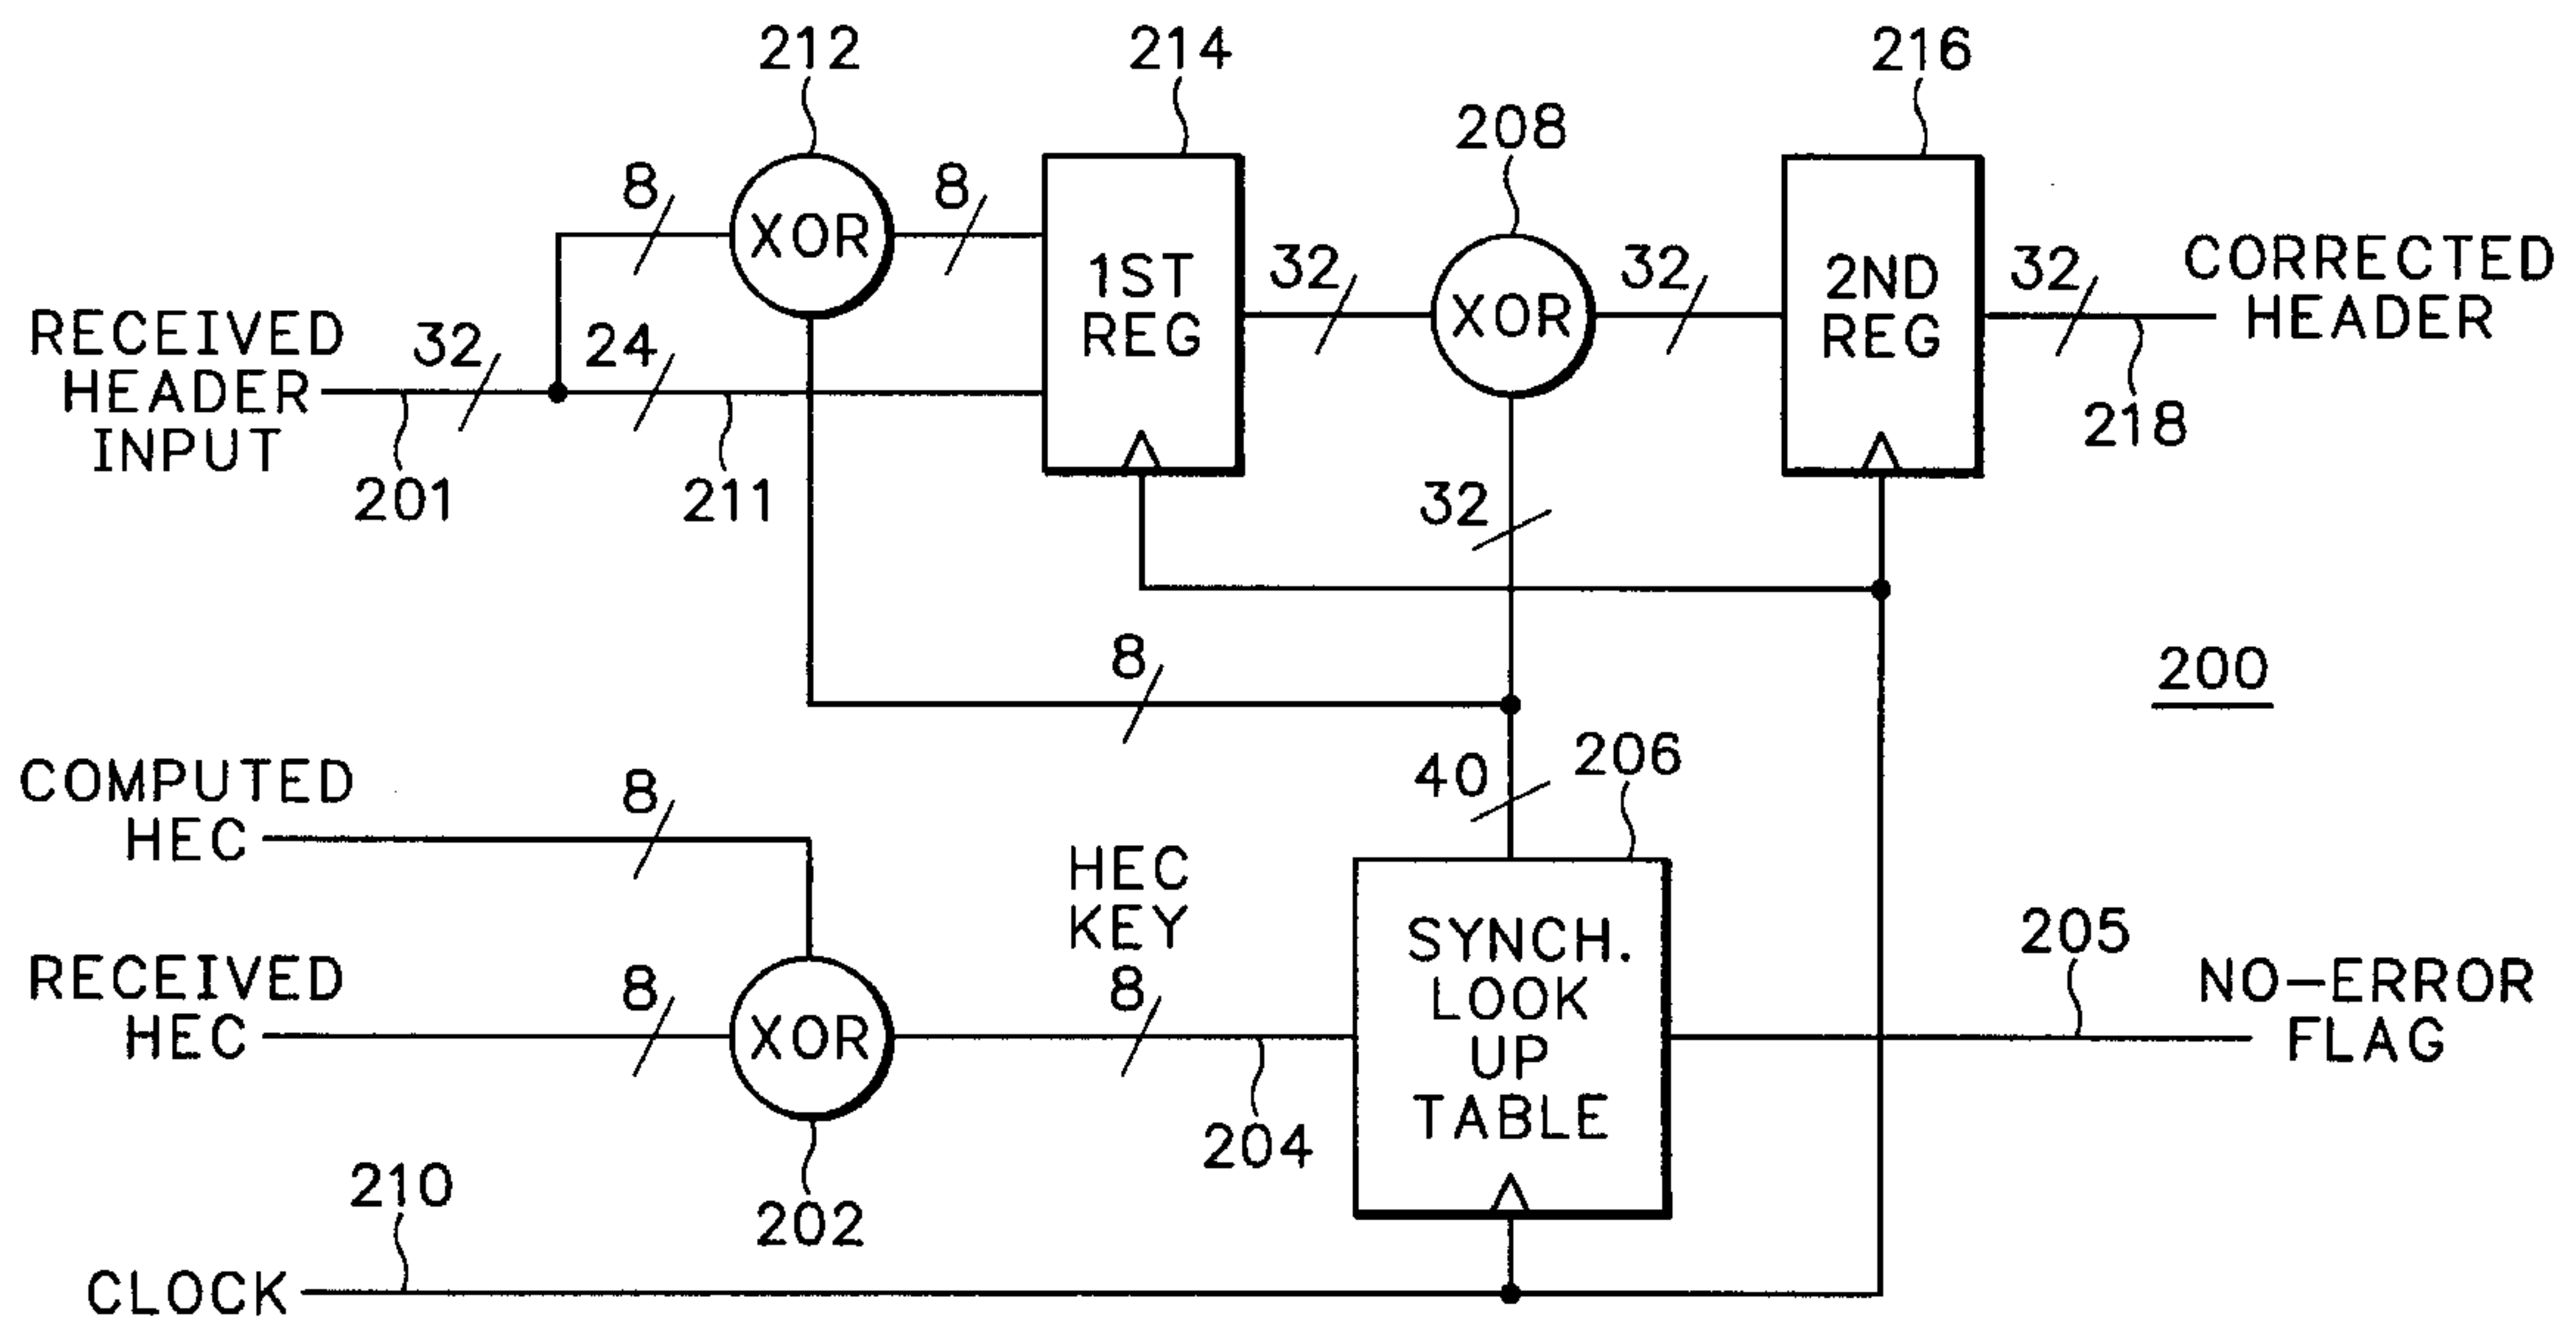 212
214
216
208
8
8
XOR
1ST
REG
32
XOR
32
2ND
REG
32
CORRECTED
HEADER
RECEIVED
HEADER
INPUT
32
24
201
211
218
32
8
200
COMPUTED
HEC
8
40
206
HEC
KEY
RECEIVED
HEC
8
XOR
8
SYNCH.
LOOK
UP
TABLE
205
NO-ERROR
FLAG
204
202
210
CLOCK